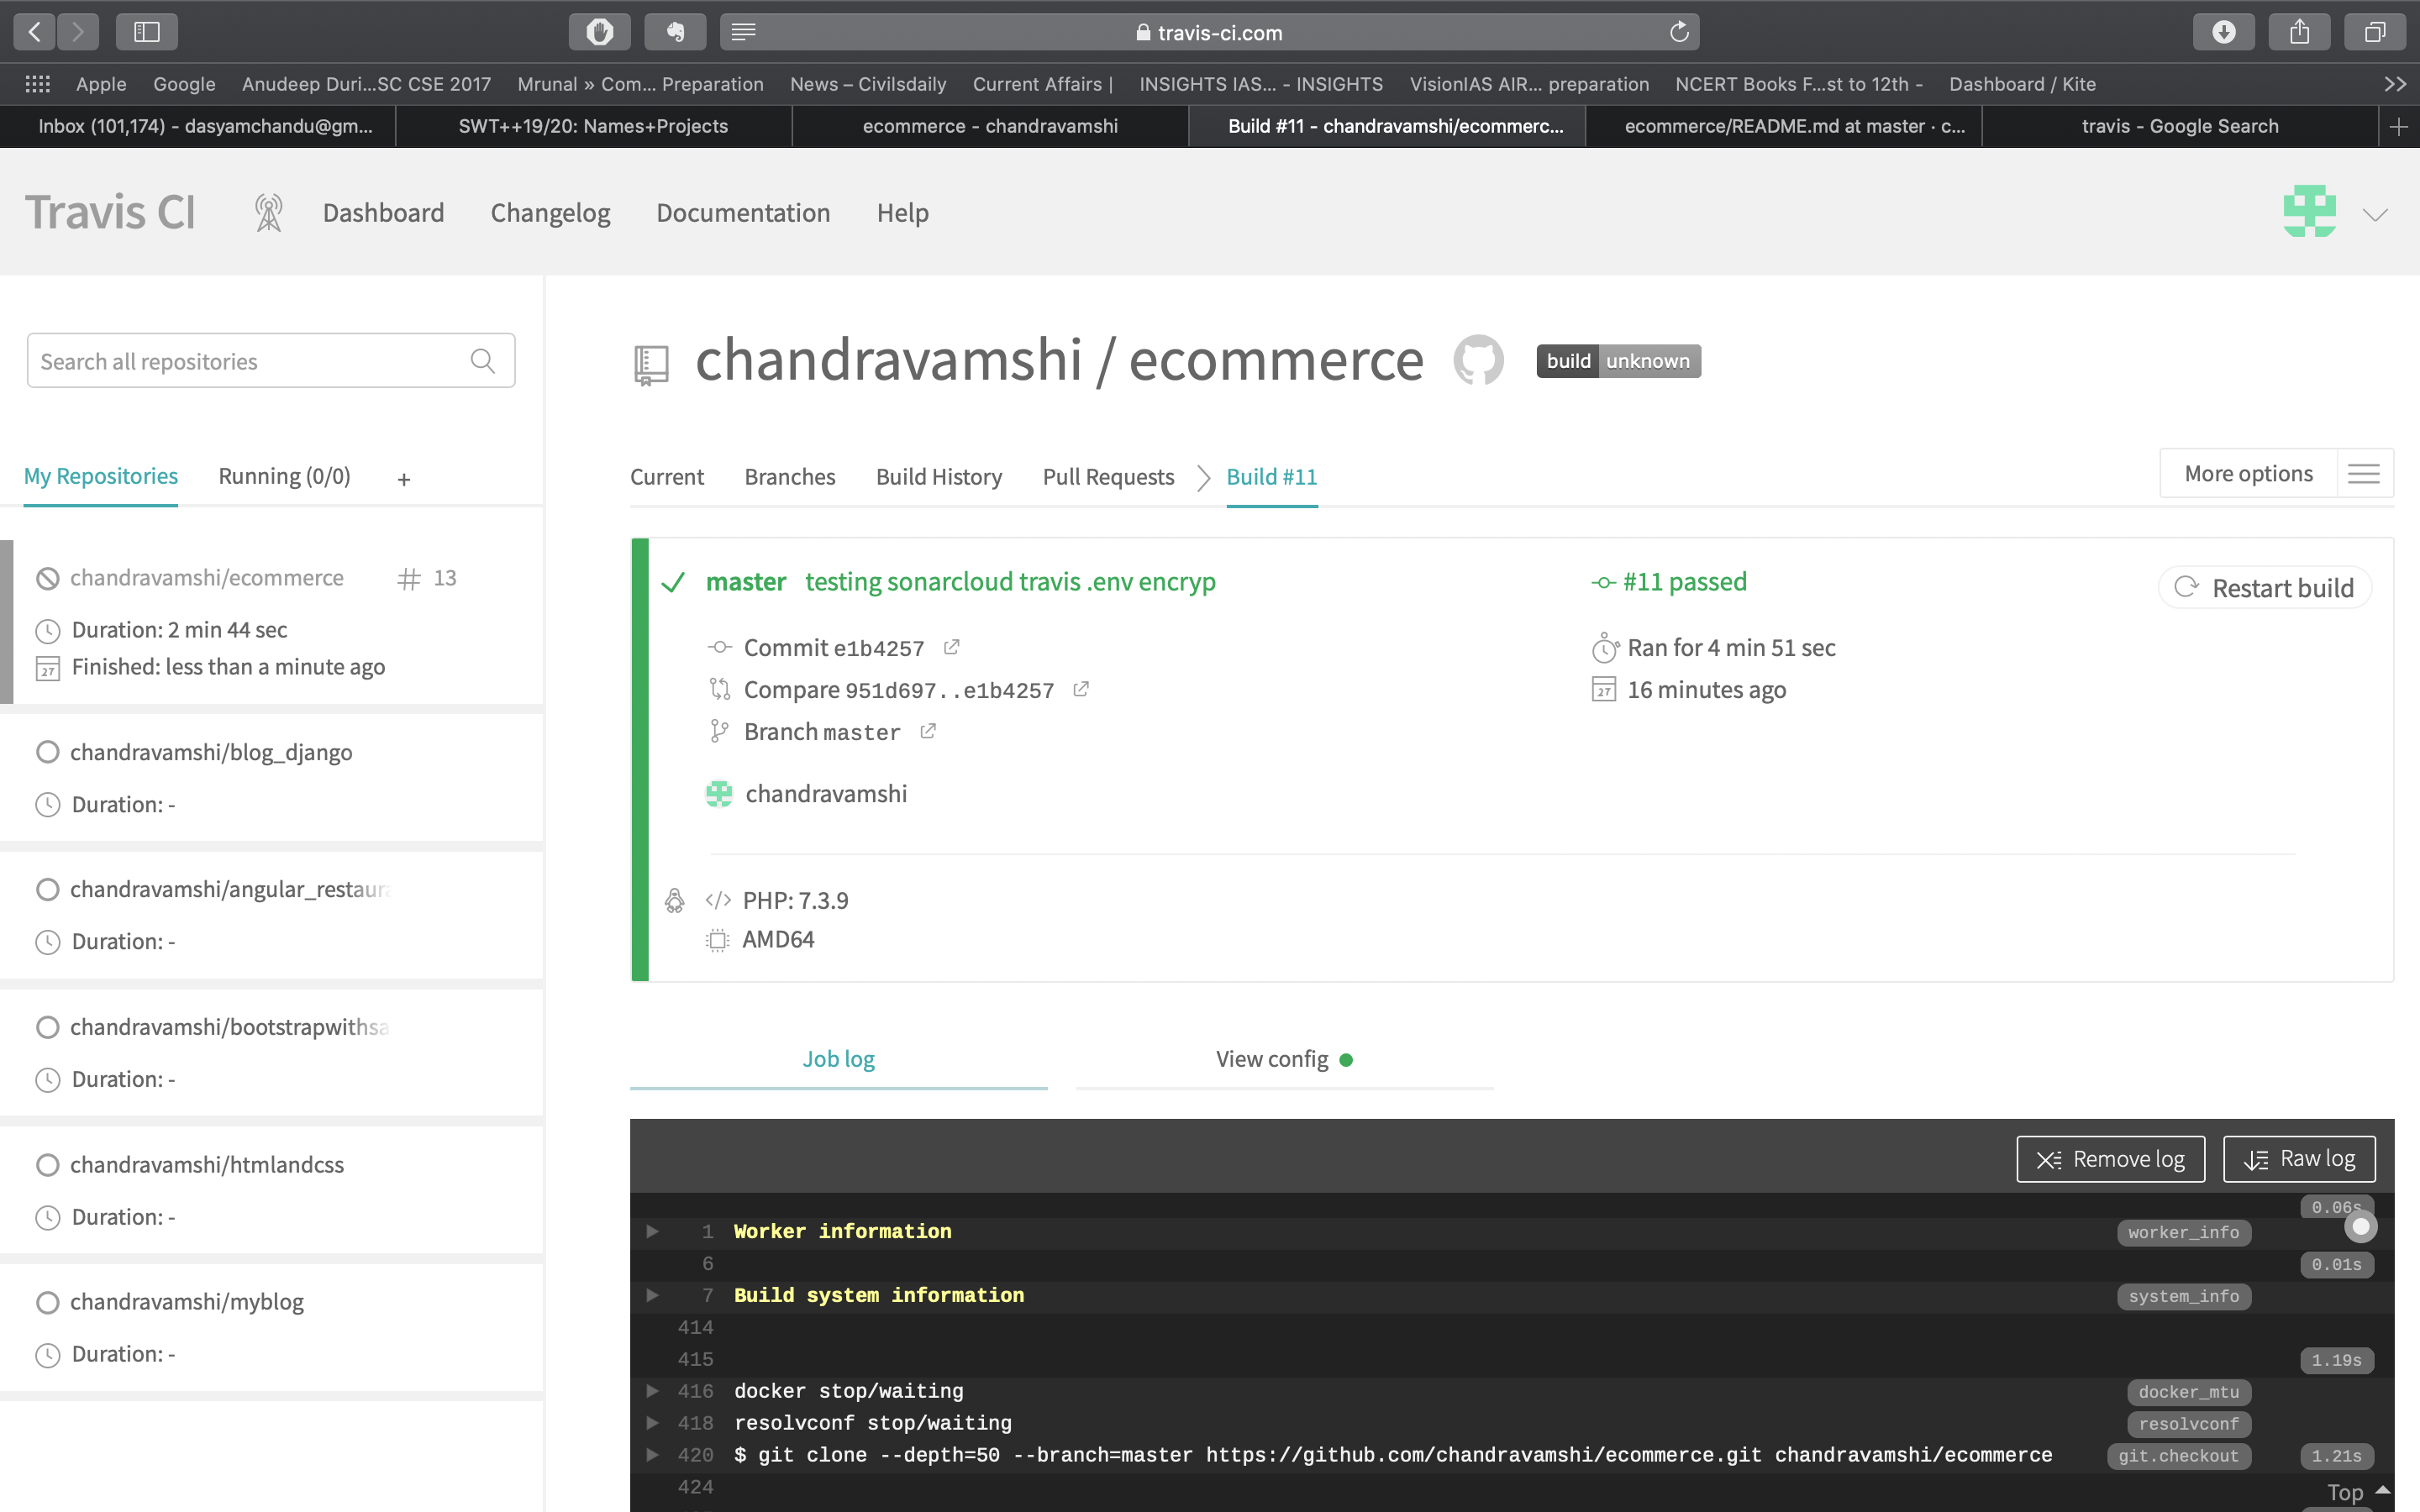 travis-ci.com
Apple Google Anudeep Duri...SC CSE 2017 Mrunal » Com... Preparation News – Civilsdaily Current Affairs | INSIGHTS IAS... - INSIGHTS VisionIAS AIR... preparation NCERT Books F...st to 12th - Dashboard / Kite
Inbox (101,174) - dasyamchandu@gm... SWT++19/20: Names+Projects ecommerce - chandravamshi Build #11 - chandravamshi/ecommerc... ecommerce/README.md at master · c... travis - Google Search
Travis CI Dashboard Changelog Documentation Help
Search all repositories
My Repositories Running (0/0) +
chandravamshi/ecommerce # 13
Duration: 2 min 44 sec
27 Finished: less than a minute ago
chandravamshi/blog_django
Duration: -
chandravamshi/angular_restaura
Duration: -
chandravamshi/bootstrapwithsa
Duration: -
chandravamshi/htmlandcss
Duration: -
chandravamshi/myblog
Duration: -
chandravamshi / ecommerce build unknown
Current Branches Build History Pull Requests Build #11 More options
master testing sonarcloud travis .env encryp #11 passed Restart build
Commit e1b4257 Ran for 4 min 51 sec
Compare 951d697..e1b4257 27 16 minutes ago
Branch master
chandravamshi
</> PHP: 7.3.9
AMD64
Job log View config
Remove log Raw log
0.06s
1 Worker information worker_info
6 0.01s
7 Build system information system_info
414
415 1.19s
416 docker stop/waiting docker_mtu
418 resolvconf stop/waiting resolvconf
420 $ git clone --depth=50 --branch=master https://github.com/chandravamshi/ecommerce.git chandravamshi/ecommerce git.checkout 1.21s
424
Top